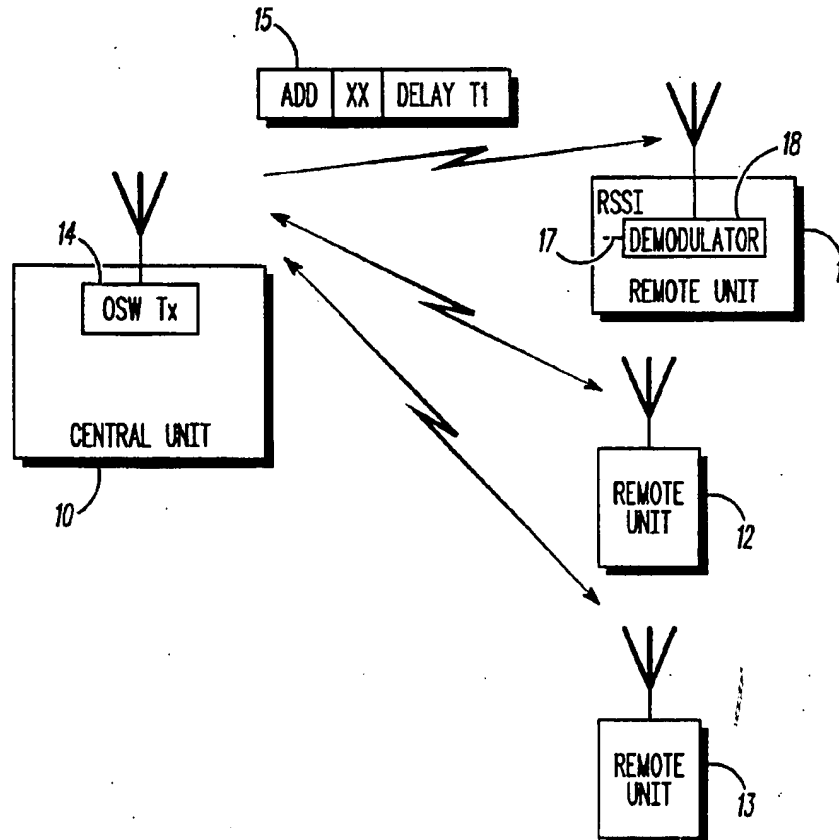 15
ADD XX DELAY T1
14
OSW Tx
CENTRAL UNIT
10
18
RSSI
17
DEMODULATOR
REMOTE UNIT
REMOTE
UNIT
12
REMOTE
UNIT
13